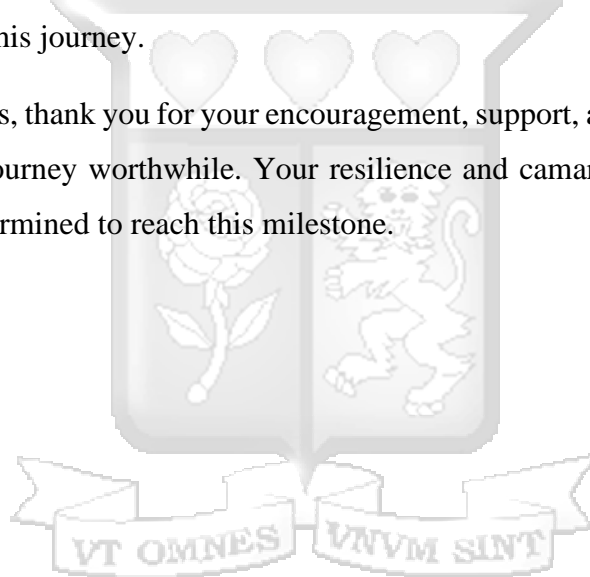 his journey.
s, thank you for your encouragement, support, a
ourney worthwhile. Your resilience and camar
ermined to reach this milestone.
VT OMNES VNVM SINT